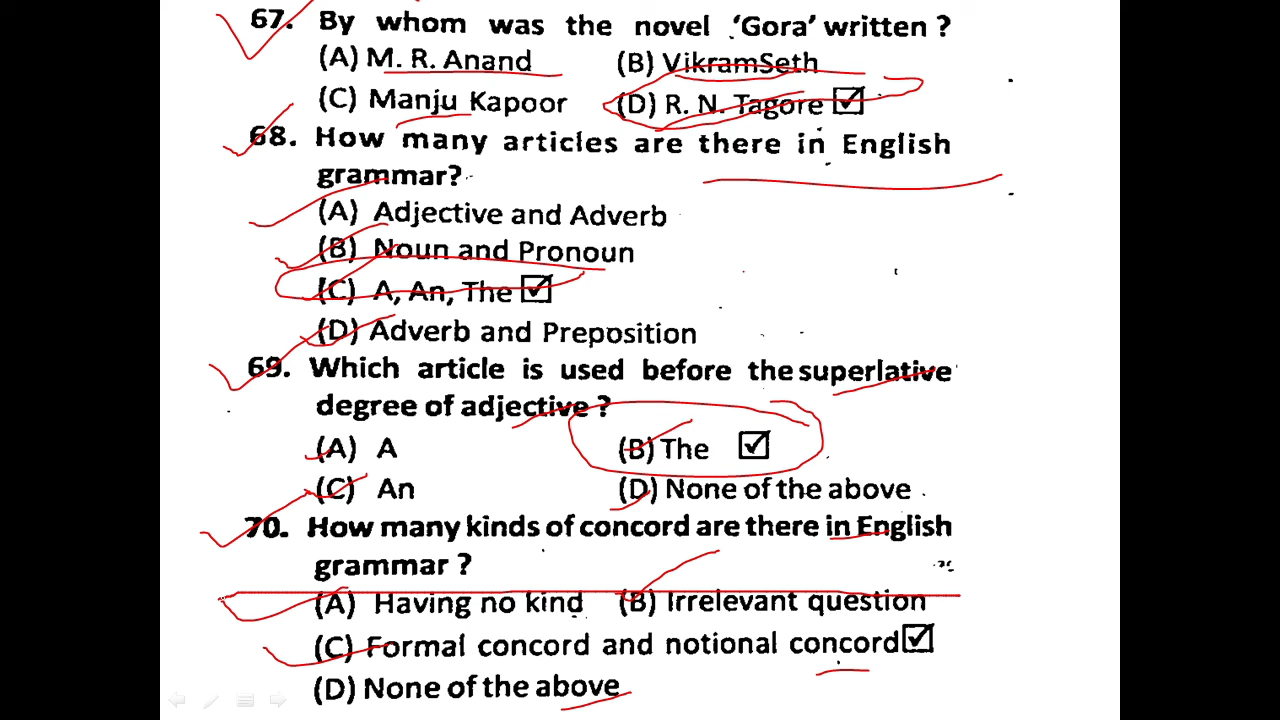 67. By whom was the novel ‘Gora’ written ?
(A) M. R. Anand (B) VikramSeth
(C) Manju Kapoor (D) R. N. Tagore ☑
68. How many articles are there in English
grammar?
(A) Adjective and Adverb
(B) Noun and Pronoun
(C) A, An, The ☑
(D) Adverb and Preposition
69. Which article is used before the superlative
degree of adjective ?
(A) A (B) The ☑
(C) An (D) None of the above
70. How many kinds of concord are there in English
grammar ?
(A) Having no kind (B) Irrelevant question
(C) Formal concord and notional concord ☑
(D) None of the above